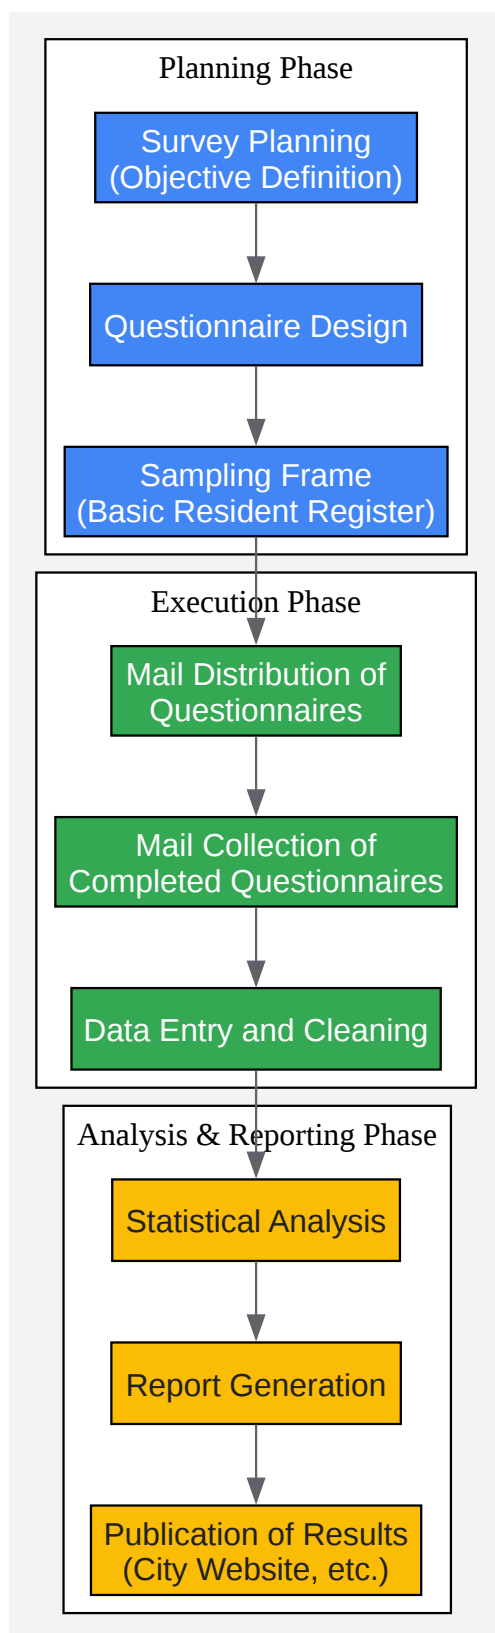 Planning Phase
Survey Planning
(Objective Definition)
Questionnaire Design
Sampling Frame
(Basic Resident Register)
Execution Phase
Mail Distribution of
Questionnaires
Mail Collection of
Completed Questionnaires
Data Entry and Cleaning
Analysis & Reporting Phase
Statistical Analysis
Report Generation
Publication of Results
(City Website, etc.)